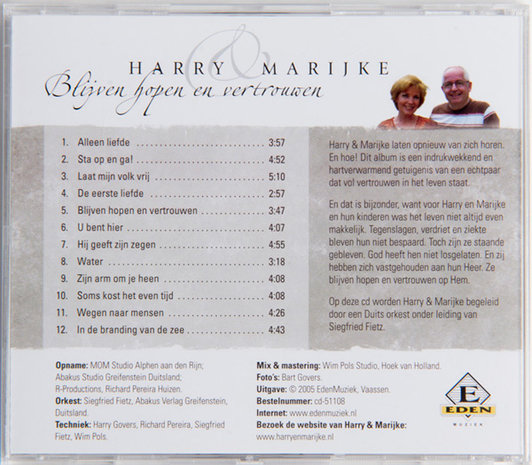 HARRY & MARIJKE
Blijven hopen en vertrouwen
1. Alleen liefde 3:57
2. Sta op en ga! 4:52
3. Laat mijn volk vrij 5:10
4. De eerste liefde 2:57
5. Blijven hopen en vertrouwen 3:47
6. U bent hier 4:07
7. Hij geeft zijn zegen 4:55
8. Water 3:18
9. Zijn arm om je heen 4:08
10. Soms kost het even tijd 4:08
11. Wegen naar mensen 4:26
12. In de branding van de zee 4:43
Harry & Marijke laten opnieuw van zich horen.
En hoe! Dit album is een indrukwekkend en
hartverwarmend getuigenis van een echtpaar
dat vol vertrouwen in het leven staat.
En dat is bijzonder, want voor Harry en Marijke
en hun kinderen was het leven niet altijd even
makkelijk. Tegenslagen, verdriet en ziekte
bleven hun niet bespaard. Toch zijn ze staande
gebleven. God heeft hen niet losgelaten. En zij
hebben zich vastgehouden aan hun Heer. Ze
blijven hopen en vertrouwen op Hem.
Op deze cd worden Harry & Marijke begeleid
door een Duits orkest onder leiding van
Siegfried Fietz.
Opname: MOM Studio Alphen aan den Rijn;
Abakus Studio Greifenstein Duitsland;
R-Productions, Richard Pereira Huizen.
Orkest: Siegfried Fietz, Abakus Verlag Greifenstein,
Duitsland.
Techniek: Harry Govers, Richard Pereira, Siegfried
Fietz, Wim Pols.
Mix & mastering: Wim Pols Studio, Hoek van Holland.
Foto's: Bart Govers.
Uitgave: © 2005 EdenMuziek, Vaassen.
Bestelnummer: cd-51108
Internet: www.edenmuziek.nl
Bezoek de website van Harry & Marijke:
www.harryenmarijke.nl
E
EDEN
MUZIEK